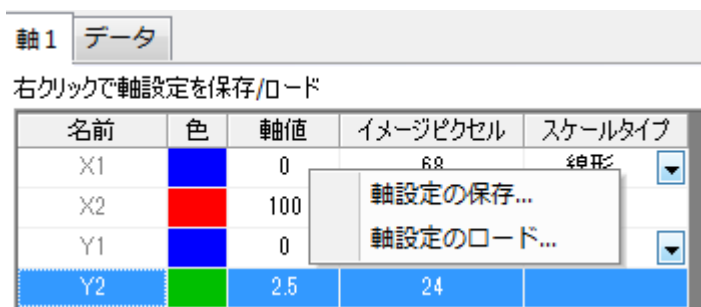 軸1 データ
右クリックで軸設定を保存/ロード
名前 色 軸値 イメージピクセル スケールタイプ
X1 0 68 線形
X2 100
Y1 0
Y2 2.5 24
軸設定の保存...
軸設定のロード...